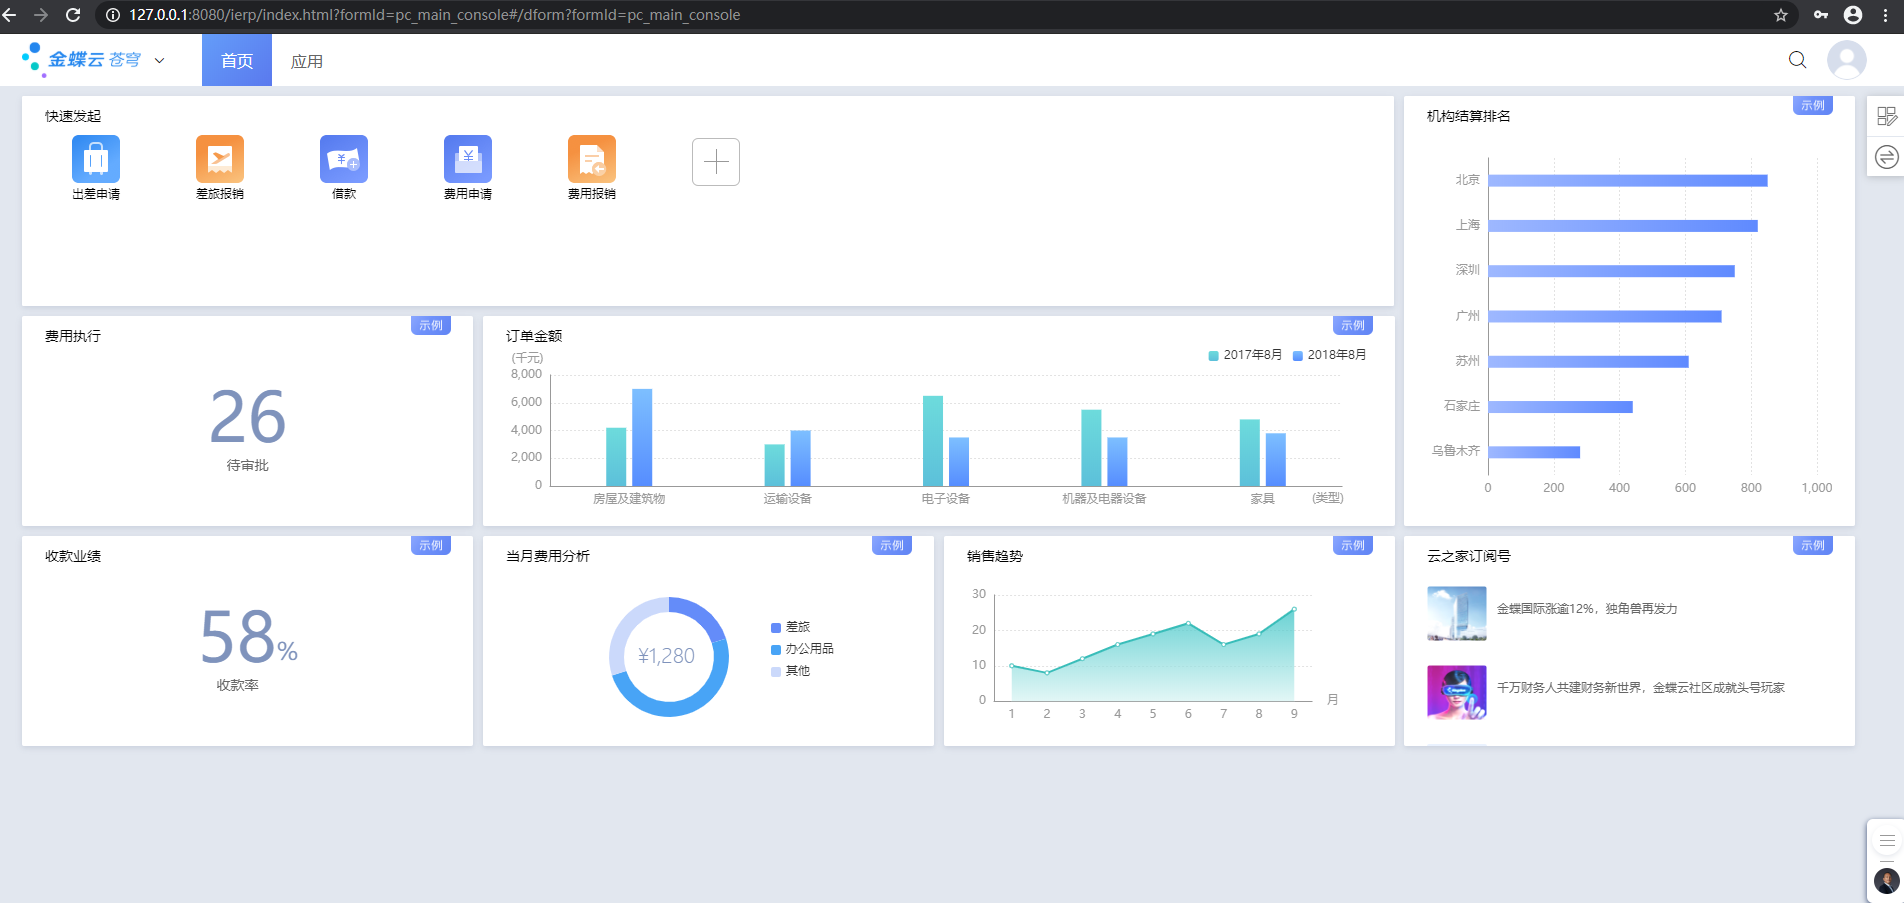 127.0.0.1:8080/ierp/index.html?formId=pc_main_console#/dform?formId=pc_main_console
金蝶云 苍穹
首页
应用
快速发起
出差申请
差旅报销
借款
费用申请
费用报销
机构结算排名
示例
北京
上海
深圳
广州
苏州
石家庄
乌鲁木齐
0 200 400 600 800 1,000
费用执行
示例
26
待审批
订单金额
示例
(千元)
2017年8月 2018年8月
8,000
6,000
4,000
2,000
0
房屋及建筑物 运输设备 电子设备 机器及电器设备 家具 (类型)
收款业绩
示例
58%
收款率
当月费用分析
示例
¥1,280
差旅
办公用品
其他
销售趋势
示例
30
20
10
0
1 2 3 4 5 6 7 8 9 月
云之家订阅号
示例
金蝶国际涨逾12%，独角兽再发力
千万财务人共建财务新世界，金蝶云社区成就头号玩家